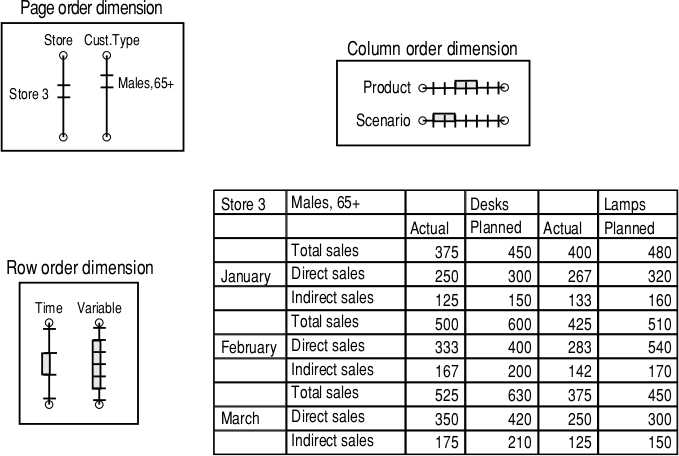 Page order dimension
Store Cust.Type
Store 3 Males,65+
Column order dimension
Product
Scenario
Row order dimension
Time Variable
Store 3 Males, 65+ Desks Lamps
Actual Planned Actual Planned
Total sales 375 450 400 480
January Direct sales 250 300 267 320
Indirect sales 125 150 133 160
Total sales 500 600 425 510
February Direct sales 333 400 283 540
Indirect sales 167 200 142 170
Total sales 525 630 375 450
March Direct sales 350 420 250 300
Indirect sales 175 210 125 150